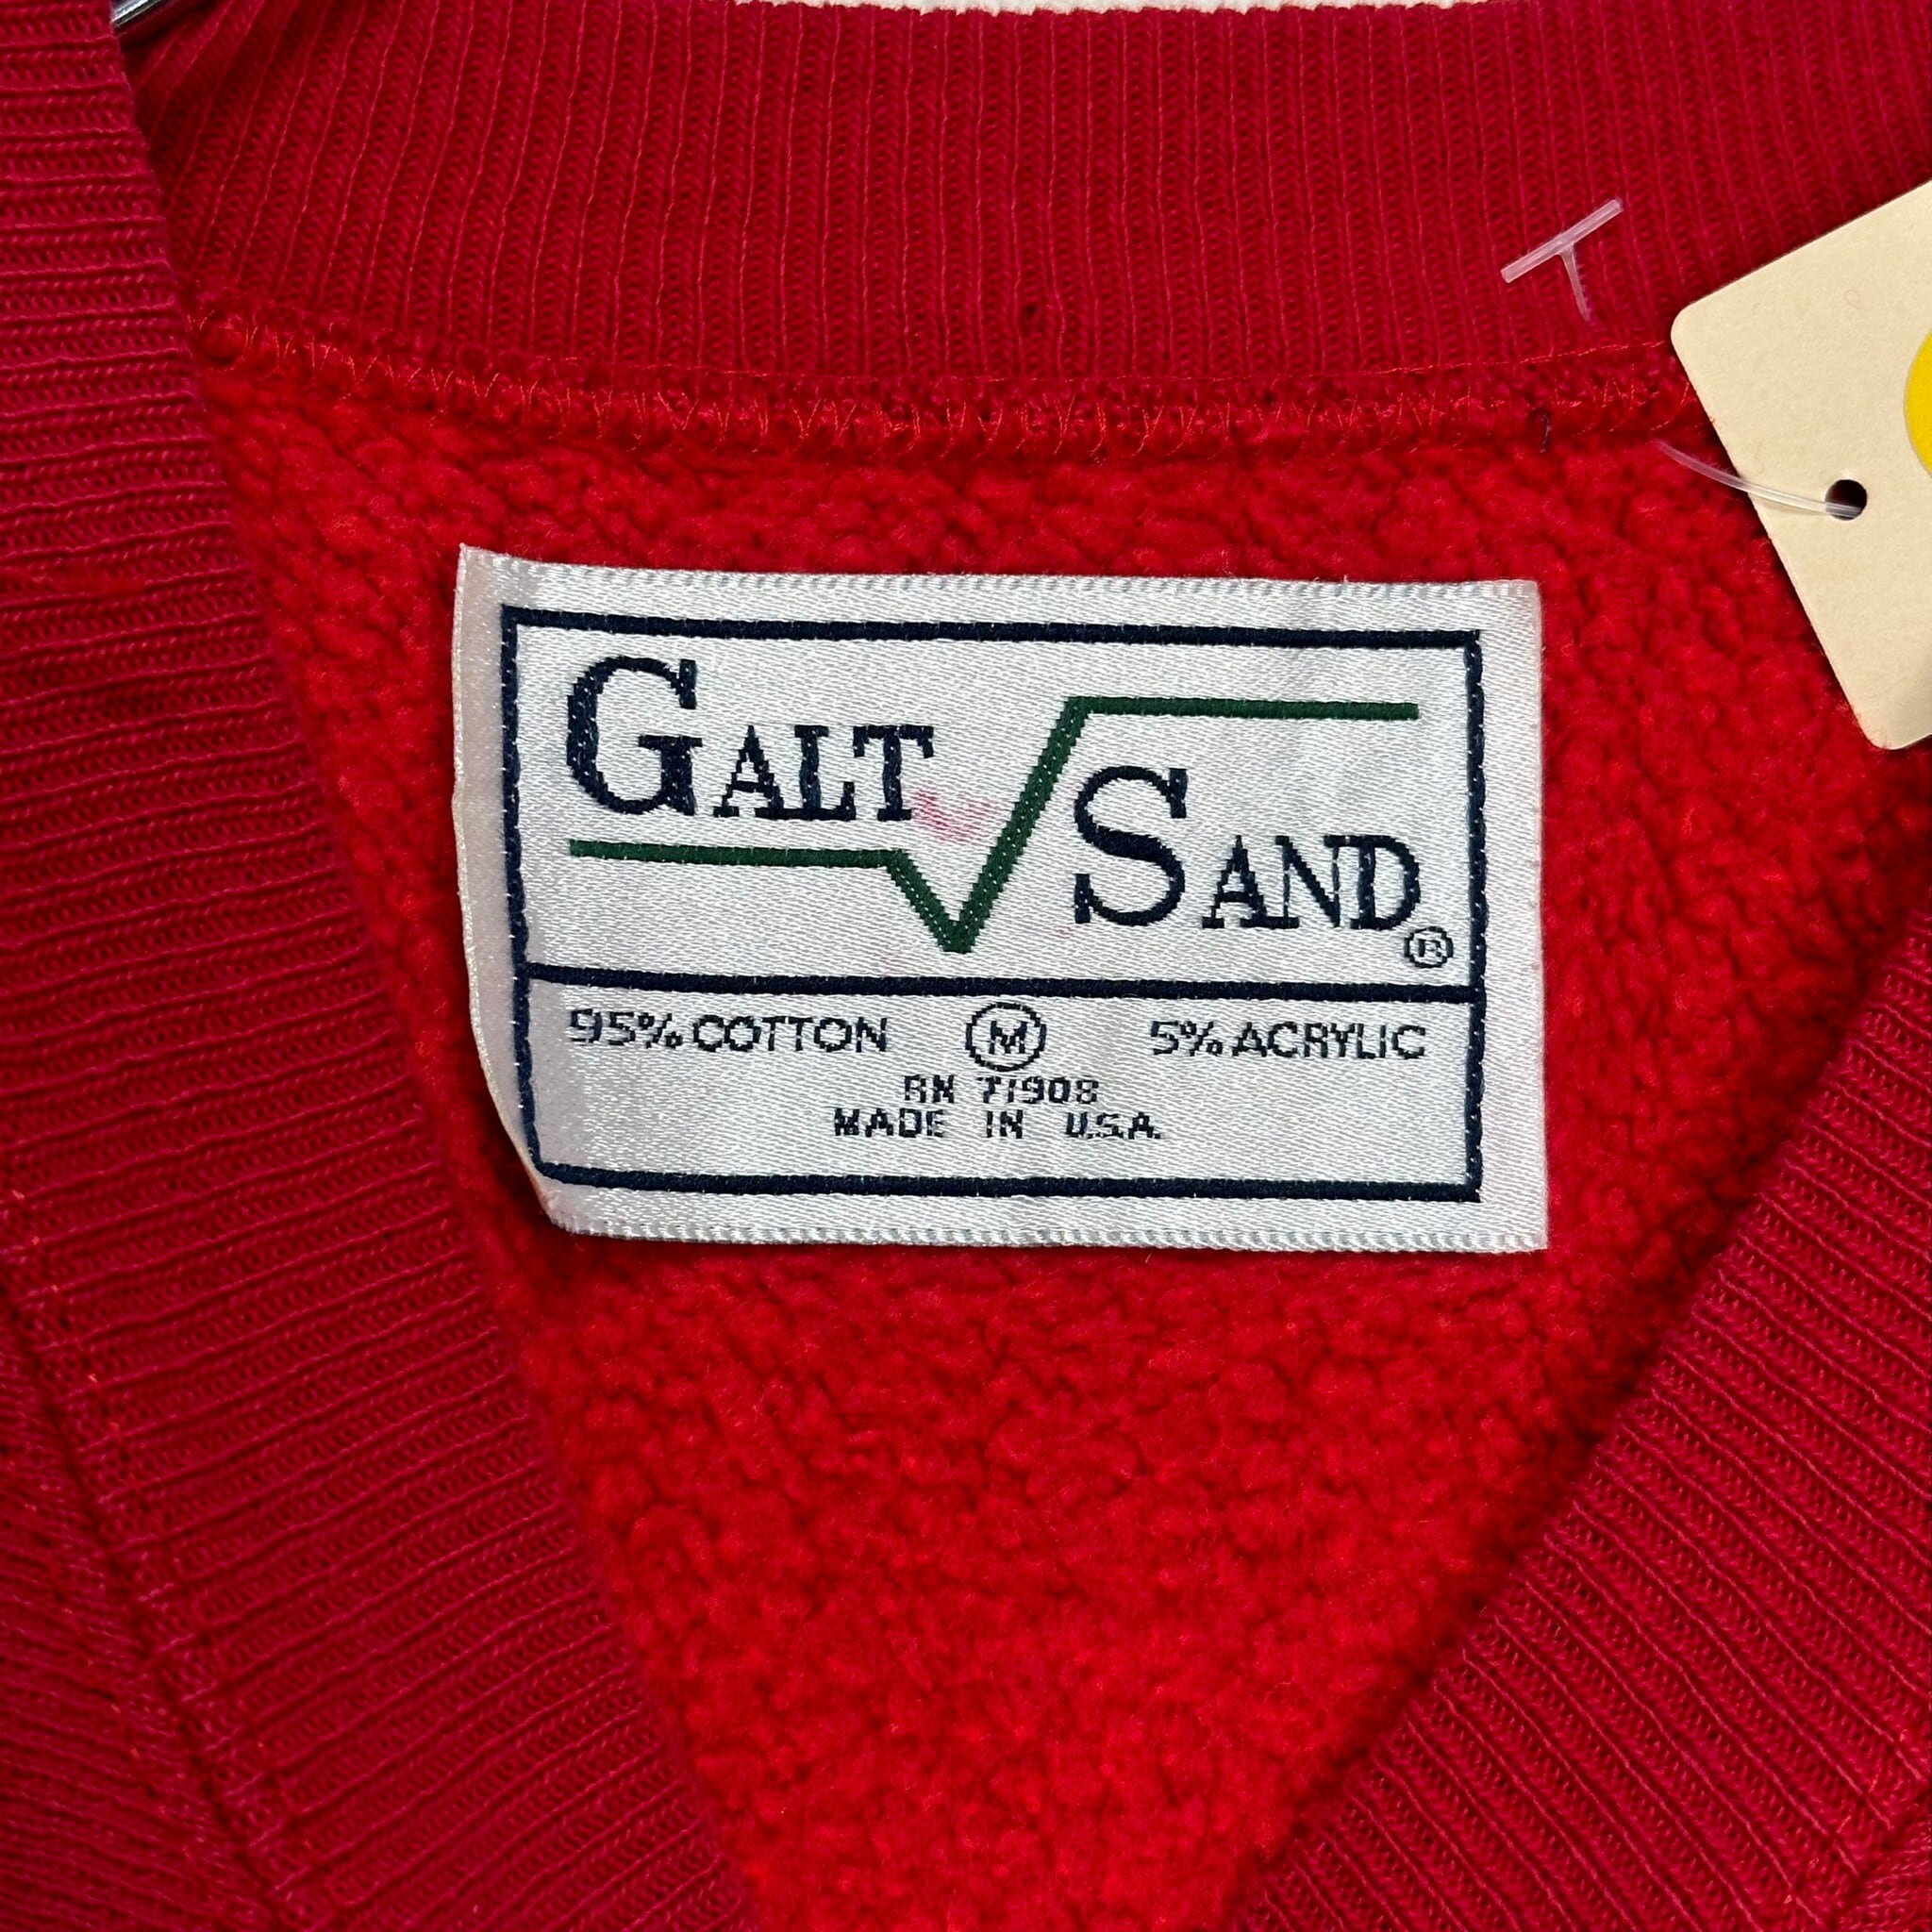 GALT SAND®
95% COTTON M 5% ACRYLIC
RN 71908
MADE IN U.S.A.